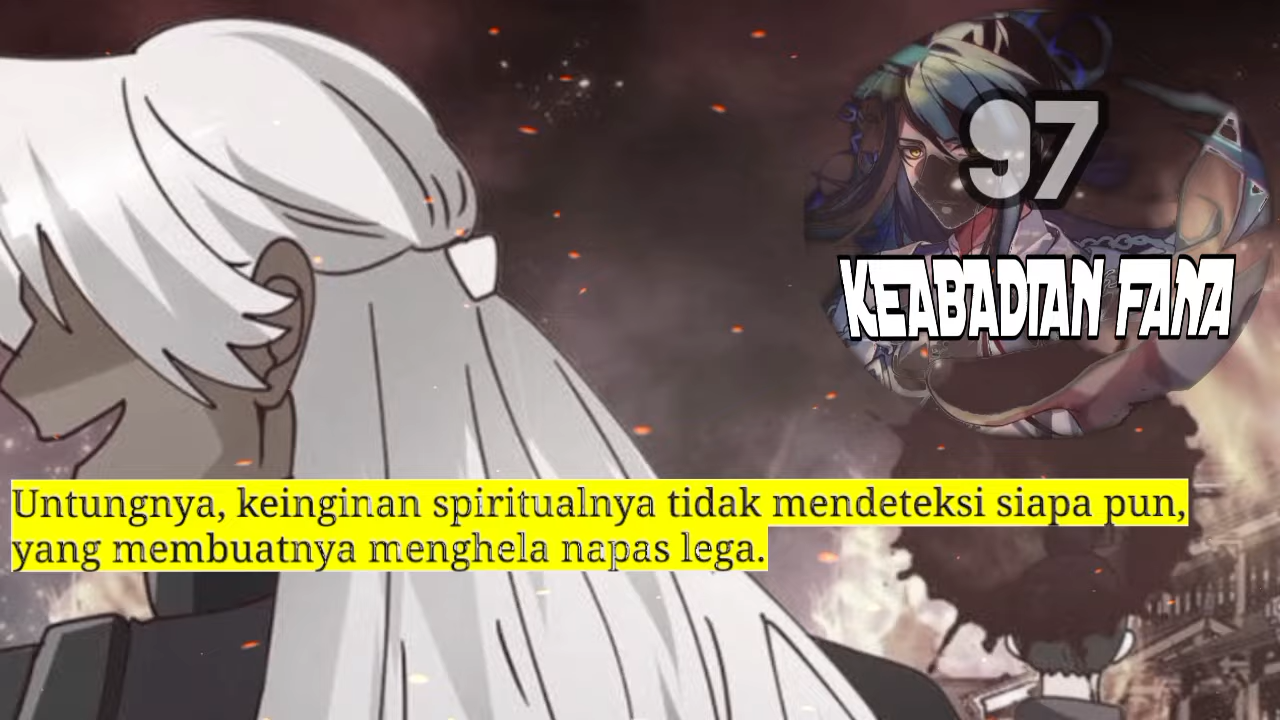 97
KEABADIAN FANA
Untungnya, keinginan spiritualnya tidak mendeteksi siapa pun,
yang membuatnya menghela napas lega.